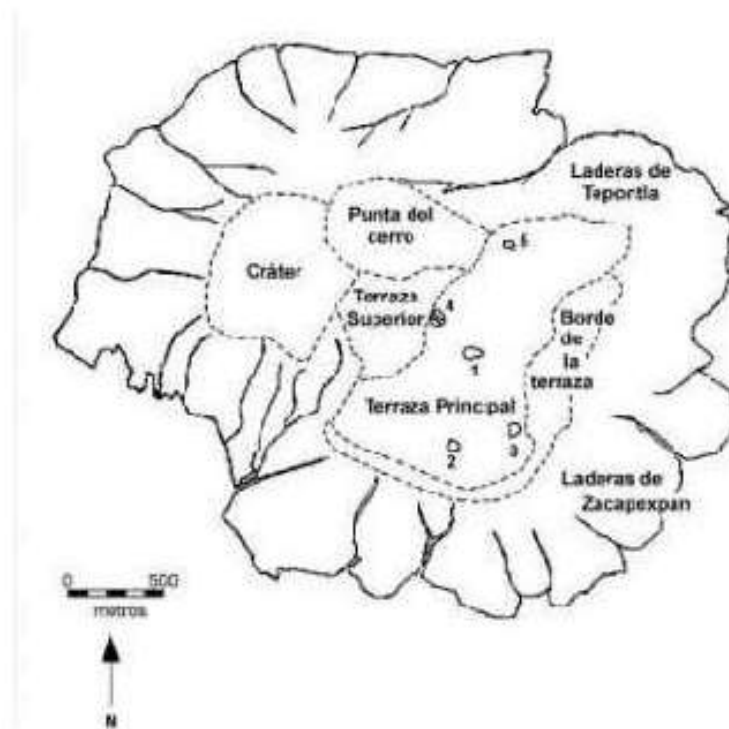 Laderas de
Teportla
Punta del
cerro
5
Cráter
Terraza
Superior
4
Borde
de
la
terraza
1
Terraza Principal
3
2
Laderas de
Zacapexpan
0 500
metros
N